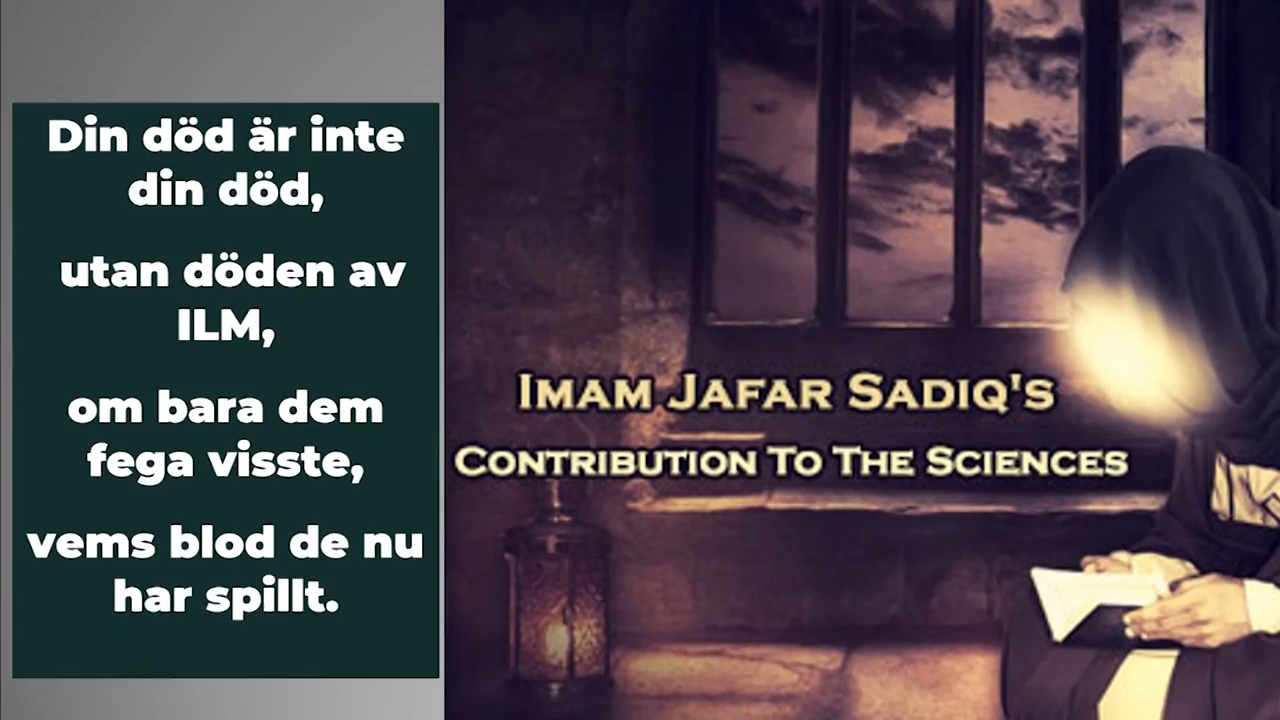 Din död är inte
din död,
utan döden av
ILM,
om bara dem
fega visste,
vems blod de nu
har spillt.
Imam Jafar Sadiq's
Contribution To The Sciences